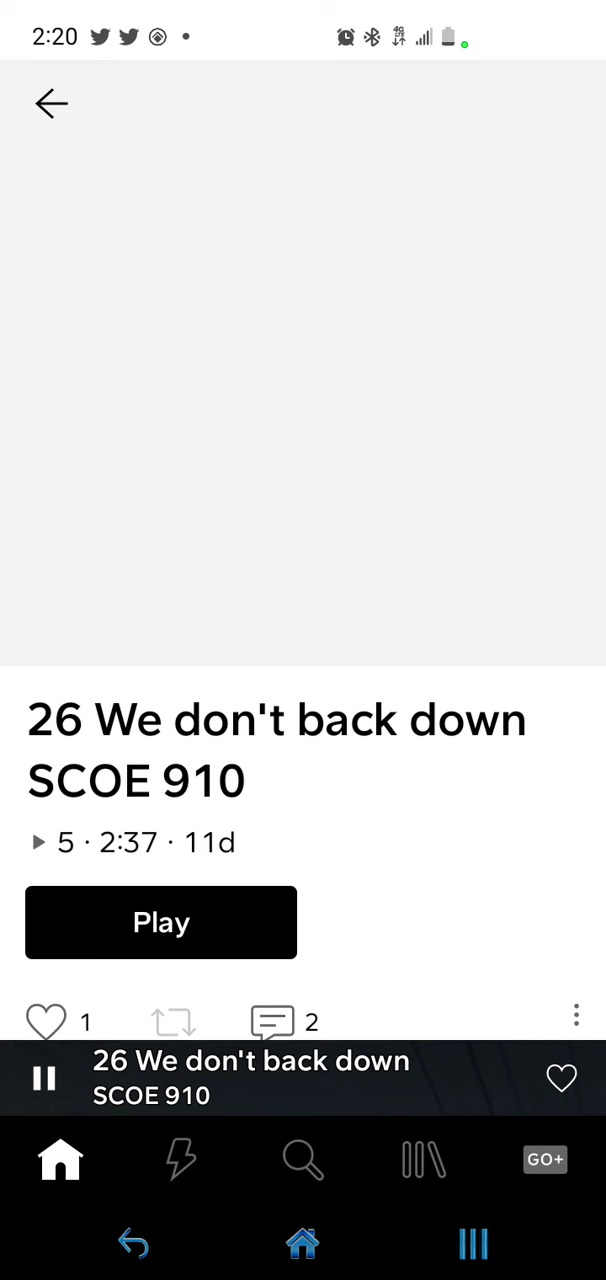 2:20
26 We don't back down
SCOE 910
5 · 2:37 · 11d
Play
1
2
26 We don't back down
SCOE 910
GO+